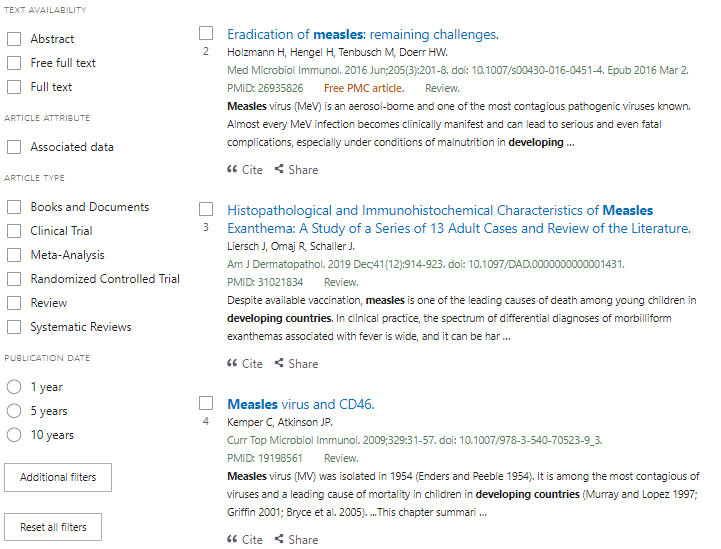 TEXT AVAILABILITY
Abstract
Free full text
Full text
ARTICLE ATTRIBUTE
Associated data
ARTICLE TYPE
Books and Documents
Clinical Trial
Meta-Analysis
Randomized Controlled Trial
Review
Systematic Reviews
PUBLICATION DATE
1 year
5 years
10 years
Additional filters
Reset all filters
2
Eradication of measles: remaining challenges.
Holzmann H, Hengel H, Tenbusch M, Doerr HW.
Med Microbiol Immunol. 2016 Jun;205(3):201-8. doi: 10.1007/s00430-016-0451-4. Epub 2016 Mar 2.
PMID: 26935826 Free PMC article. Review.
Measles virus (MeV) is an aerosol-borne and one of the most contagious pathogenic viruses known.
Almost every MeV infection becomes clinically manifest and can lead to serious and even fatal
complications, especially under conditions of malnutrition in developing ...
Cite Share
3
Histopathological and Immunohistochemical Characteristics of Measles
Exanthema: A Study of a Series of 13 Adult Cases and Review of the Literature.
Liersch J, Omaj R, Schaller J.
Am J Dermatopathol. 2019 Dec;41(12):914-923. doi: 10.1097/DAD.0000000000001431.
PMID: 31021834 Review.
Despite available vaccination, measles is one of the leading causes of death among young children in
developing countries. In clinical practice, the spectrum of differential diagnoses of morbilliform
exanthemas associated with fever is wide, and it can be har ...
Cite Share
4
Measles virus and CD46.
Kemper C, Atkinson JP.
Curr Top Microbiol Immunol. 2009;329:31-57. doi: 10.1007/978-3-540-70523-9_3.
PMID: 19198561 Review.
Measles virus (MV) was isolated in 1954 (Enders and Peeble 1954). It is among the most contagious of
viruses and a leading cause of mortality in children in developing countries (Murray and Lopez 1997;
Griffin 2001; Bryce et al. 2005). ...This chapter summari ...
Cite Share